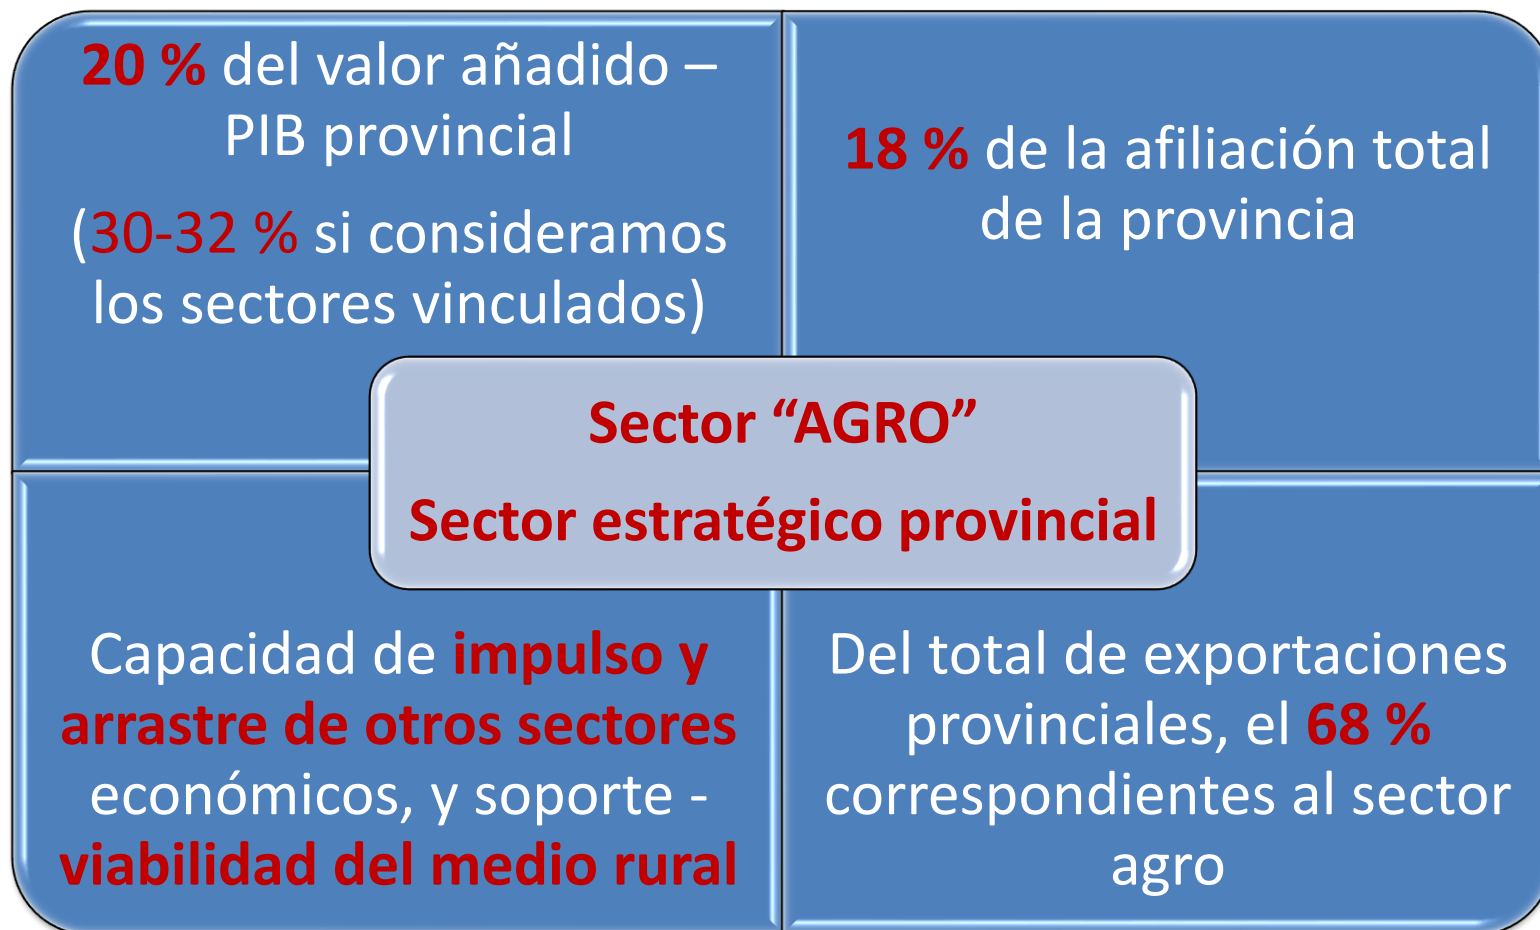 20 % del valor añadido –
PIB provincial
(30-32 % si consideramos
los sectores vinculados)
18 % de la afiliación total
de la provincia
Sector “AGRO”
Sector estratégico provincial
Capacidad de impulso y
arrastre de otros sectores
económicos, y soporte -
viabilidad del medio rural
Del total de exportaciones
provinciales, el 68 %
correspondientes al sector
agro